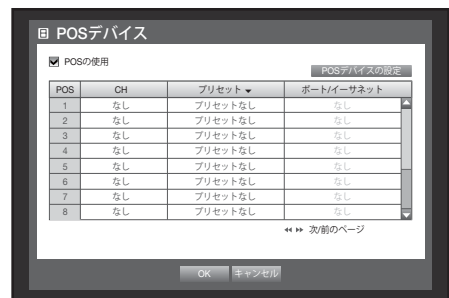 POSデバイス
POSの使用
POSデバイスの設定
POS CH プリセット ポート/イーサネット
1 なし プリセットなし なし
2 なし プリセットなし なし
3 なし プリセットなし なし
4 なし プリセットなし なし
5 なし プリセットなし なし
6 なし プリセットなし なし
7 なし プリセットなし なし
8 なし プリセットなし なし
次/前のページ
OK キャンセル